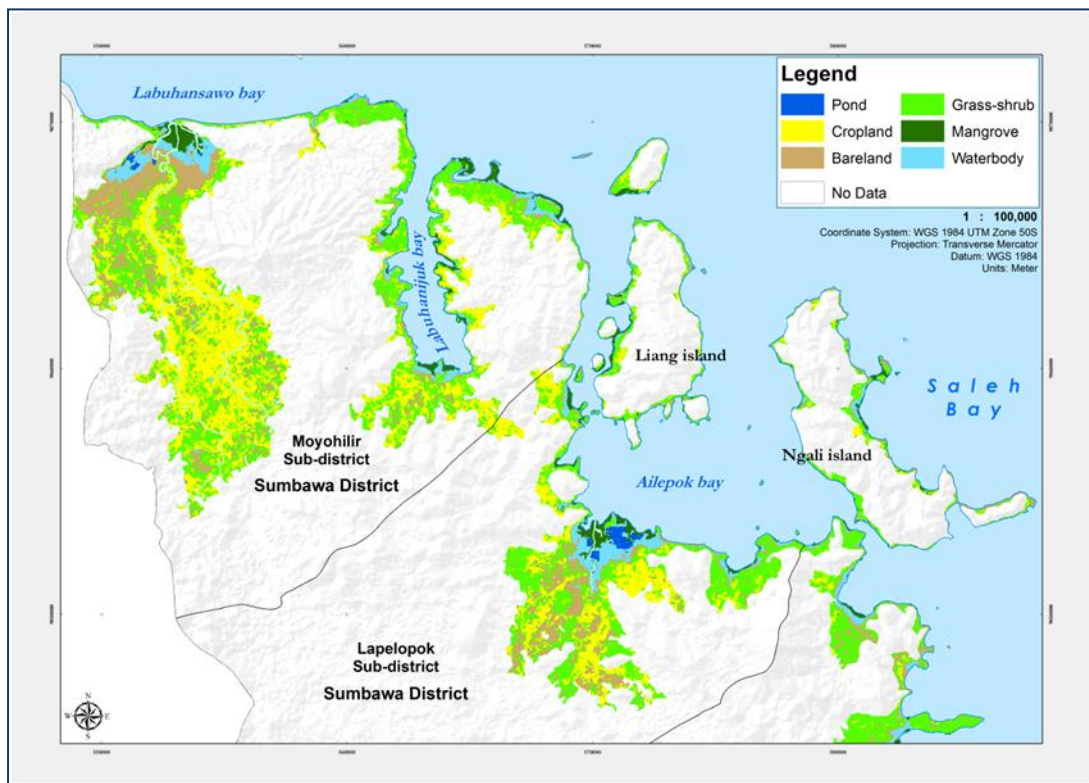 Legend
Pond
Cropland
Bareland
No Data
Grass-shrub
Mangrove
Waterbody
1 : 100,000
Coordinate System: WGS 1984 UTM Zone 50S
Projection: Transverse Mercator
Datum: WGS 1984
Units: Meter
Labuhansawo bay
Labuhanijuk bay
Liang island
Saleh
Bay
Ngali island
Moyohilir
Sub-district
Sumbawa District
Ailepok bay
Lapelopok
Sub-district
Sumbawa District
N
W
E
S